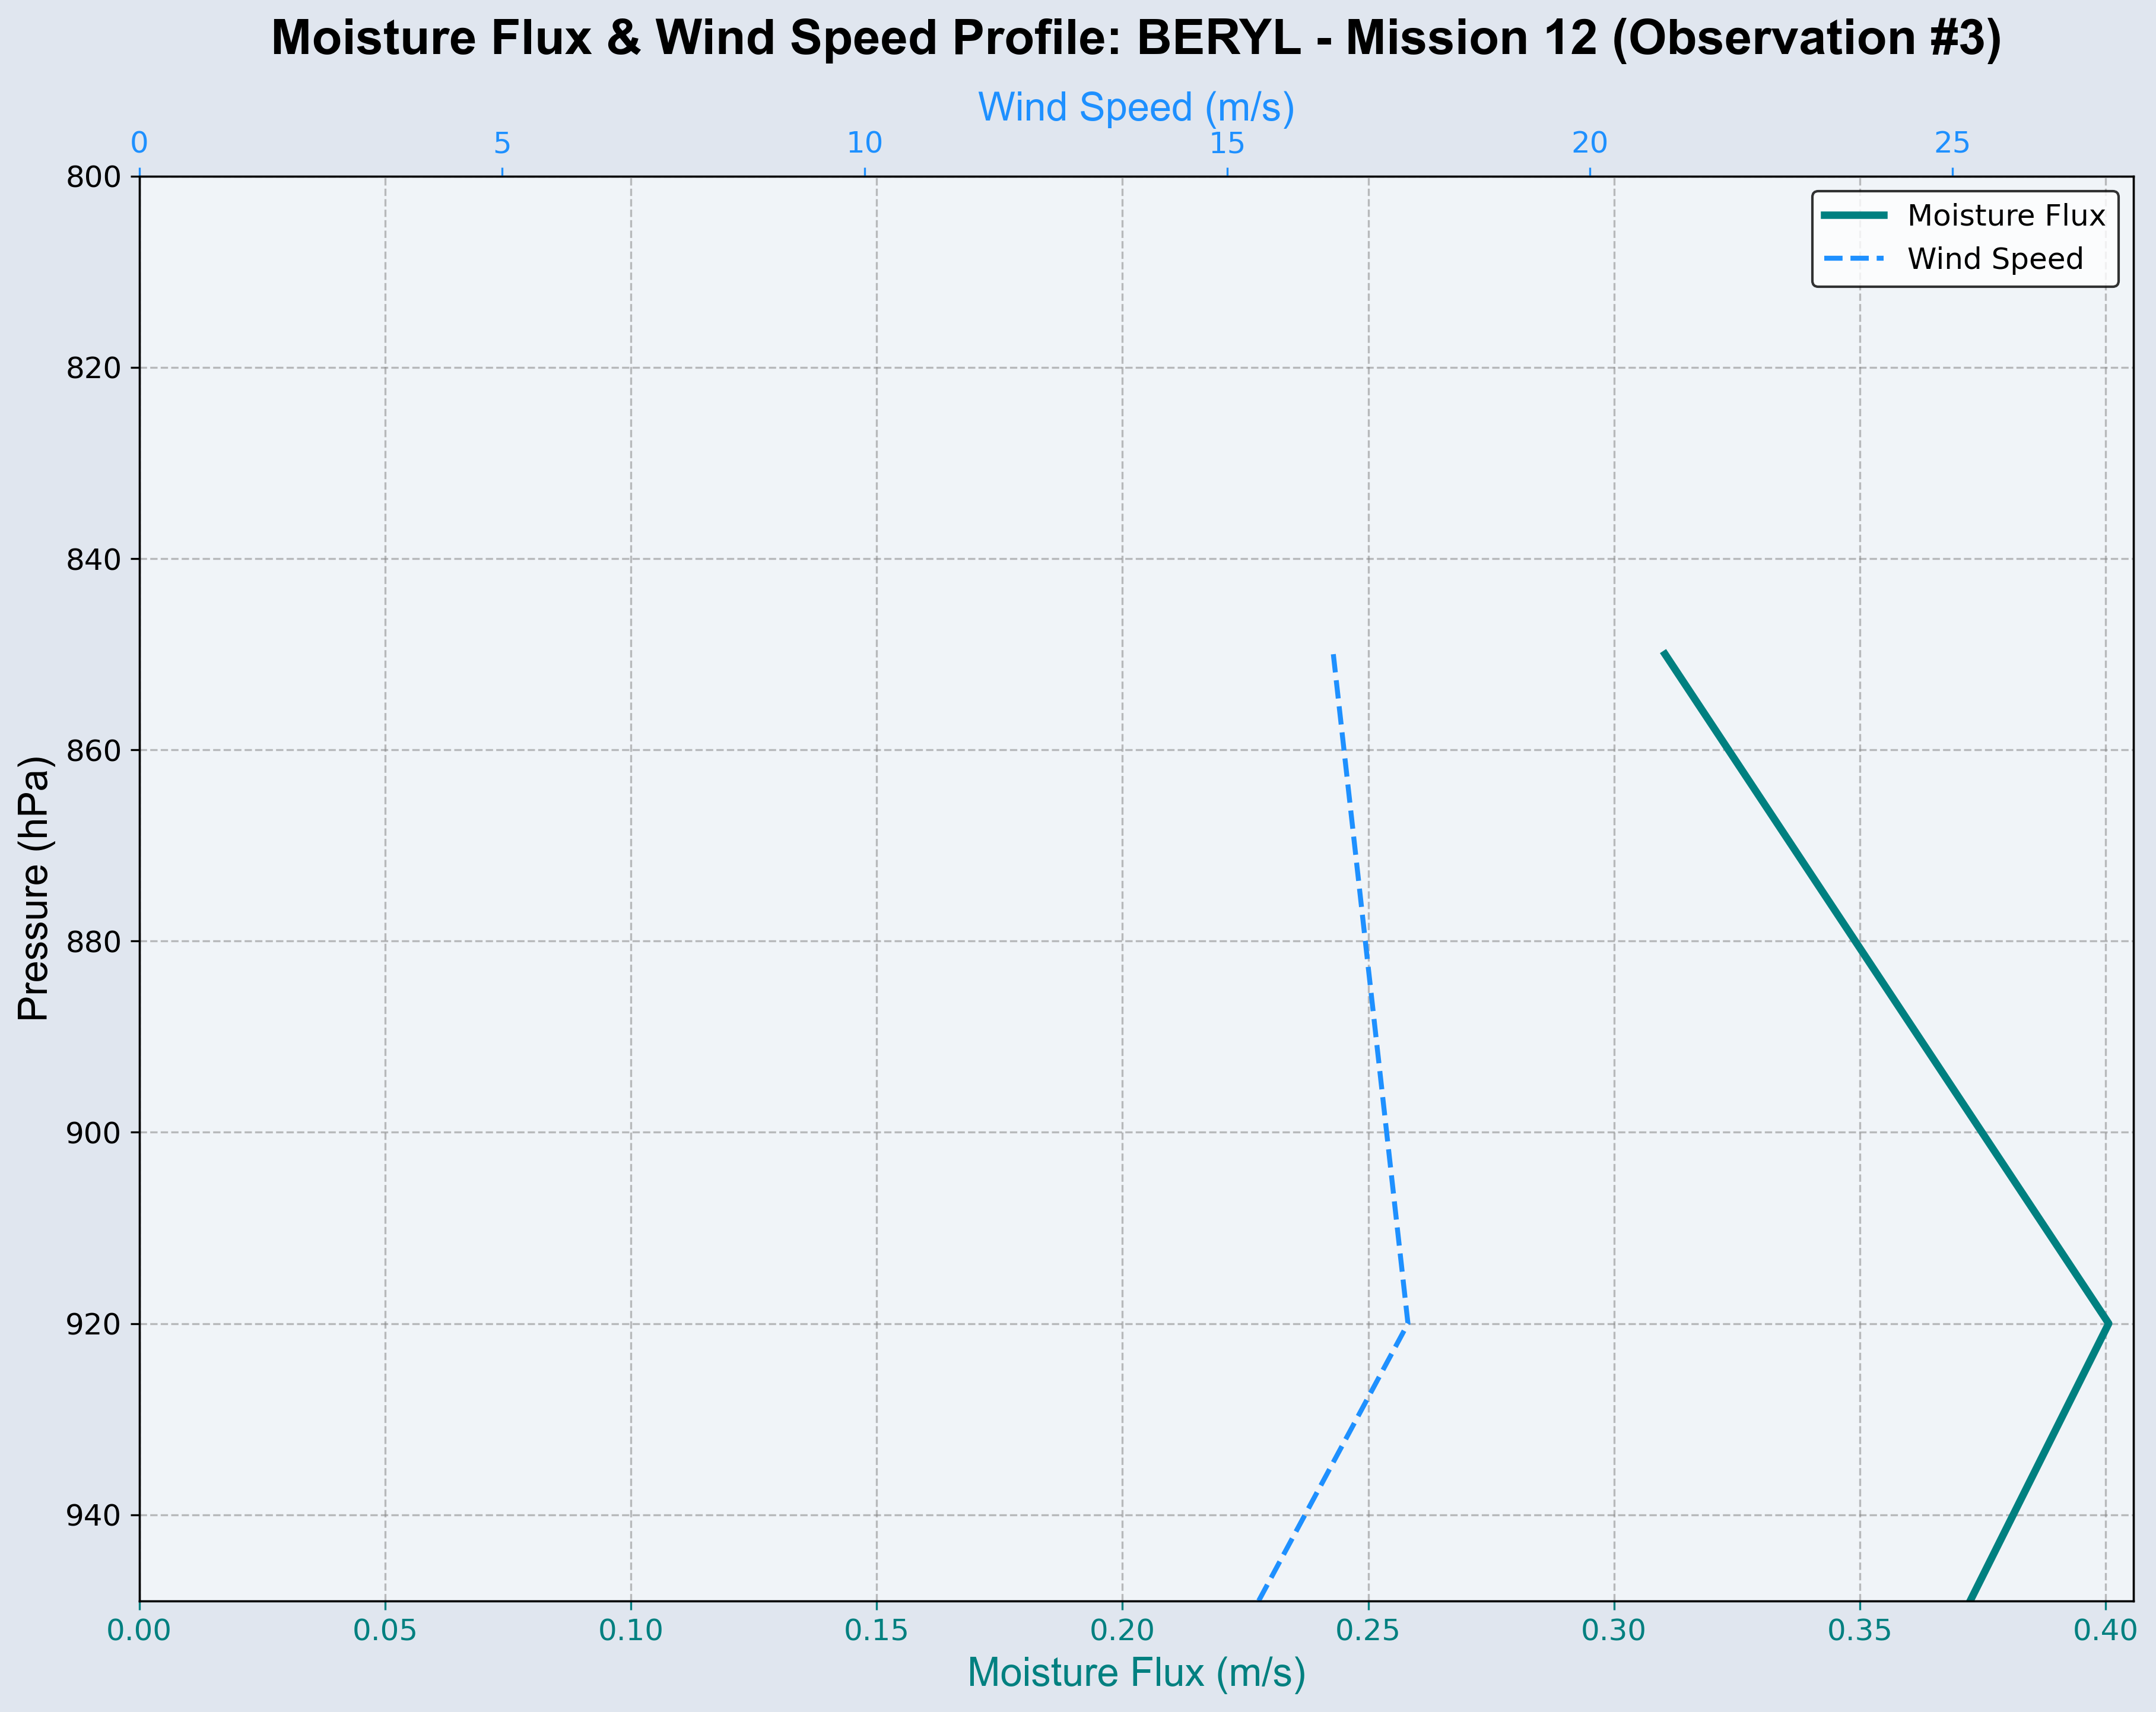 Moisture Flux & Wind Speed Profile: BERYL - Mission 12 (Observation #3)
Wind Speed (m/s)
0 5 10 15 20 25
Moisture Flux
Wind Speed
800
820
840
860
880
900
920
940
Pressure (hPa)
0.00 0.05 0.10 0.15 0.20 0.25 0.30 0.35 0.40
Moisture Flux (m/s)